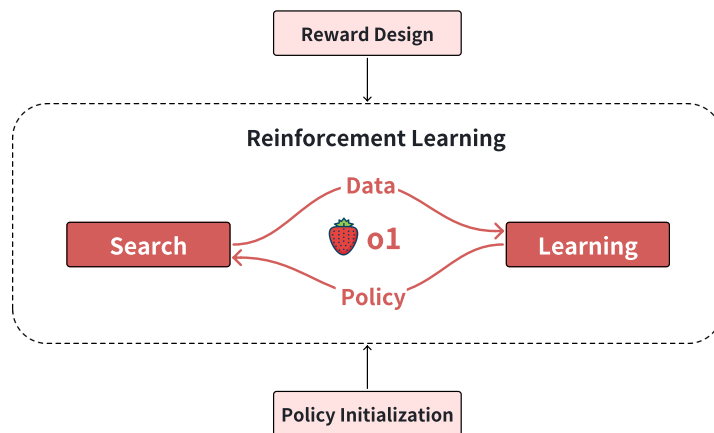 Reward Design
Reinforcement Learning
Data
Search
o1
Learning
Policy
Policy Initialization